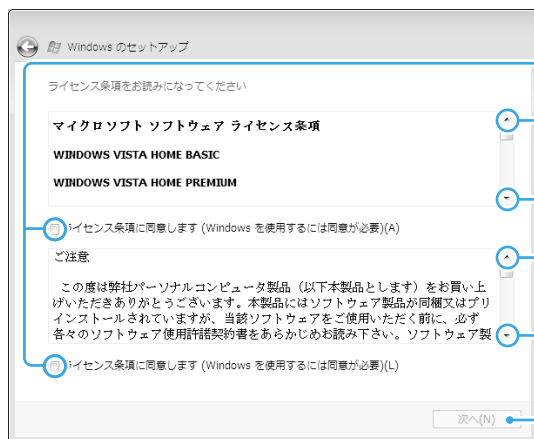 Windows のセットアップ
ライセンス条項をお読みになってください
マイクロソフト ソフトウェア ライセンス条項
WINDOWS VISTA HOME BASIC
WINDOWS VISTA HOME PREMIUM
ライセンス条項に同意します (Windows を使用するには同意が必要)(A)
ご注意
この度は弊社パーソナルコンピュータ製品（以下本製品とします）をお買い上
げいただきありがとうございます。本製品にはソフトウェア製品が同梱又はプリ
インストールされていますが、当該ソフトウェアをご使用いただく前に、必ず
各々のソフトウェア使用許諾契約書をあらかじめお読み下さい。ソフトウェア製
ライセンス条項に同意します (Windows を使用するには同意が必要)(L)
次へ(N)